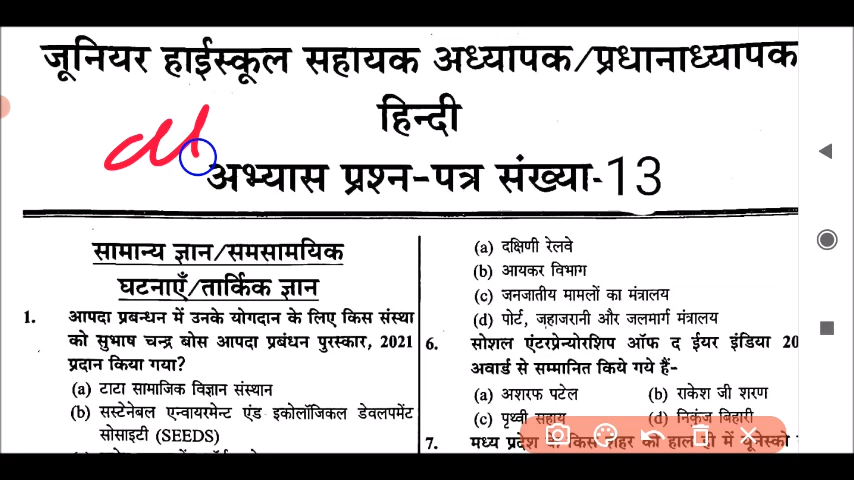 जूनियर हाईस्कूल सहायक अध्यापक/प्रधानाध्यापक
हिन्दी
अभ्यास प्रश्न-पत्र संख्या-13
सामान्य ज्ञान/समसामयिक
घटनाएँ/तार्किक ज्ञान
1. आपदा प्रबन्धन में उनके योगदान के लिए किस संस्था
को सुभाष चन्द्र बोस आपदा प्रबंधन पुरस्कार, 2021
प्रदान किया गया?
(a) टाटा सामाजिक विज्ञान संस्थान
(b) सस्टेनेबल एन्वायरमेन्ट एंड इकोलॉजिकल डेवलपमेंट
सोसाइटी (SEEDS)
(a) दक्षिणी रेलवे
(b) आयकर विभाग
(c) जनजातीय मामलों का मंत्रालय
(d) पोर्ट, जहाजरानी और जलमार्ग मंत्रालय
6. सोशल एंटरप्रेन्योरशिप ऑफ द ईयर इंडिया 20
अवार्ड से सम्मानित किये गये हैं-
(a) अशरफ पटेल (b) राकेश जी शरण
(c) पृथ्वी सहाय (d) निकुंज बिहारी
7. मध्य प्रदेश के किस शहर को हाल ही में यूनेस्को